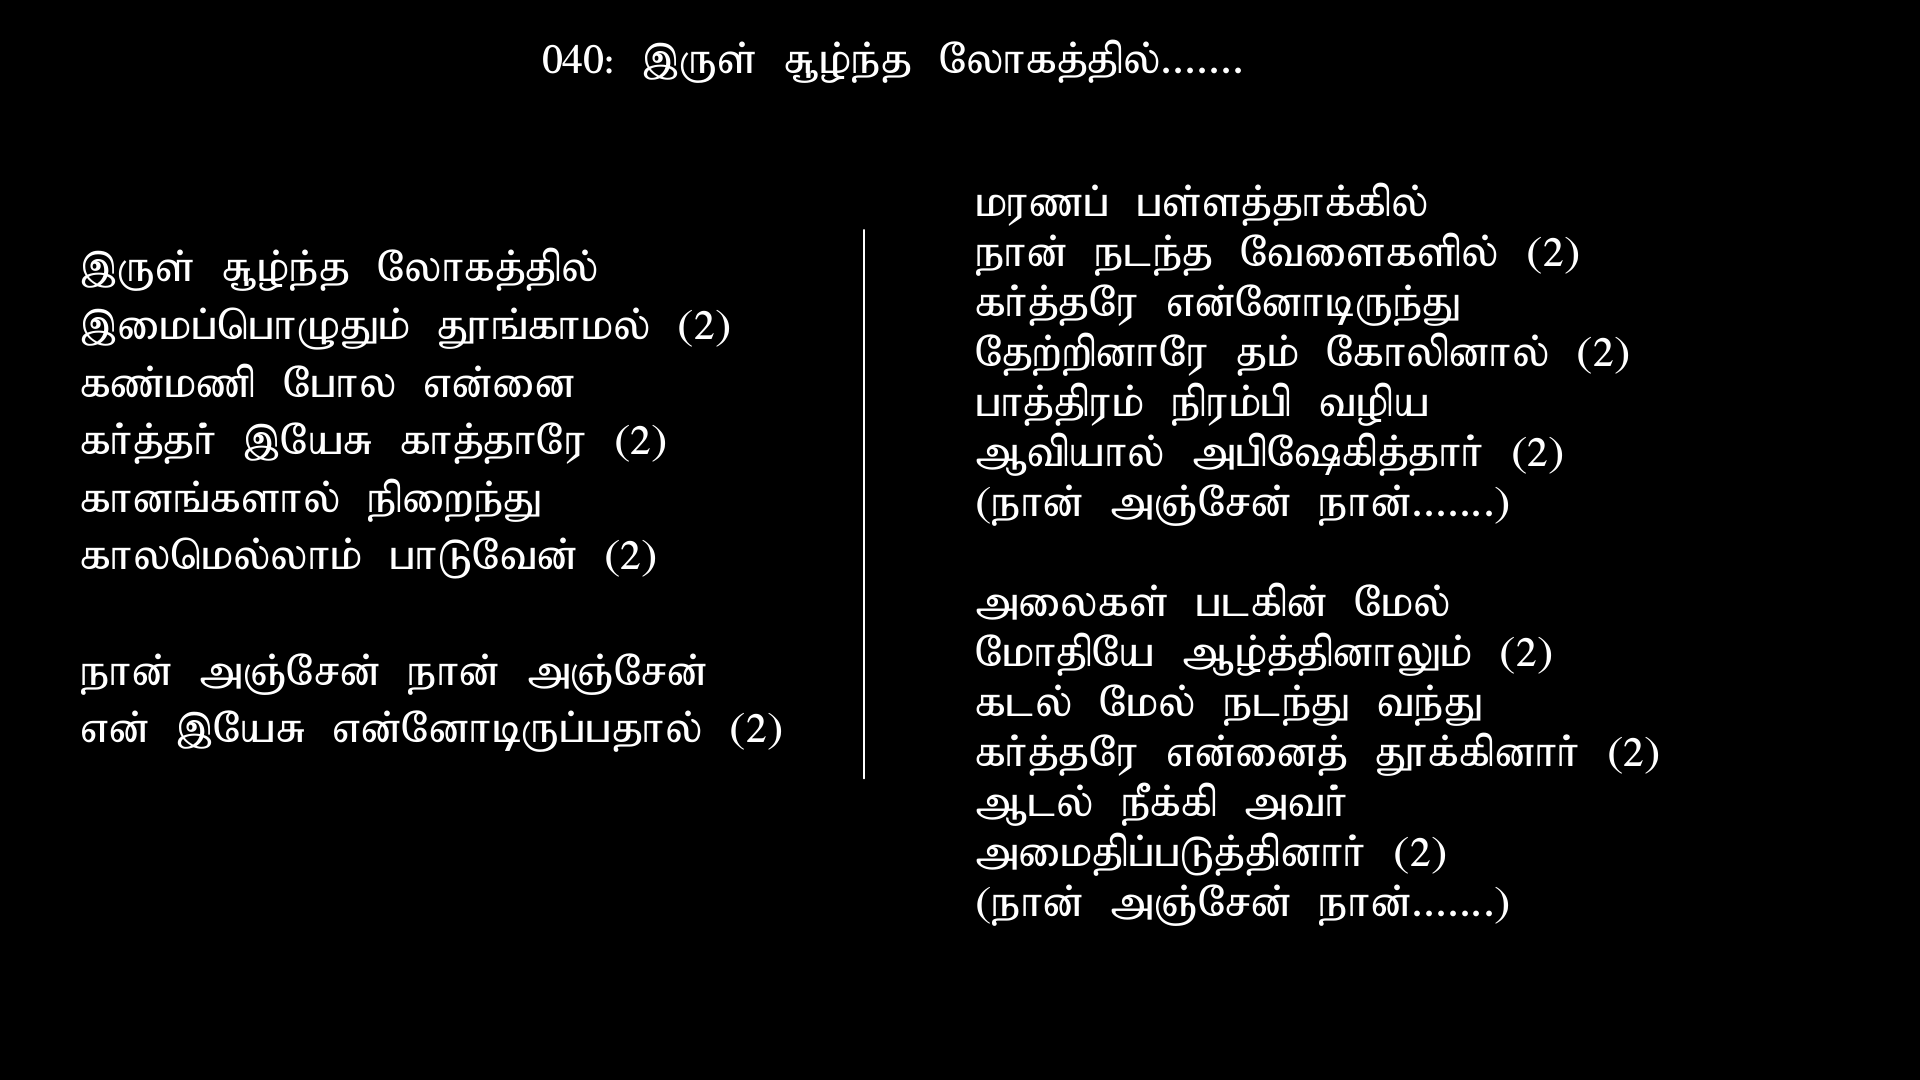 040: இருள் சூழ்ந்த லோகத்தில்.......
இருள் சூழ்ந்த லோகத்தில்
இமைப்பொழுதும் தூங்காமல் (2)
கண்மணி போல என்னை
கர்த்தர் இயேசு காத்தாரே (2)
கானங்களால் நிறைந்து
காலமெல்லாம் பாடுவேன் (2)
நான் அஞ்சேன் நான் அஞ்சேன்
என் இயேசு என்னோடிருப்பதால் (2)
மரணப் பள்ளத்தாக்கில்
நான் நடந்த வேளைகளில் (2)
கர்த்தரே என்னோடிருந்து
தேற்றினாரே தம் கோலினால் (2)
பாத்திரம் நிரம்பி வழிய
ஆவியால் அபிஷேகித்தார் (2)
(நான் அஞ்சேன் நான்.......)
அலைகள் படகின் மேல்
மோதியே ஆழ்த்தினாலும் (2)
கடல் மேல் நடந்து வந்து
கர்த்தரே என்னைத் தூக்கினார் (2)
ஆடல் நீக்கி அவர்
அமைதிப்படுத்தினார் (2)
(நான் அஞ்சேன் நான்.......)